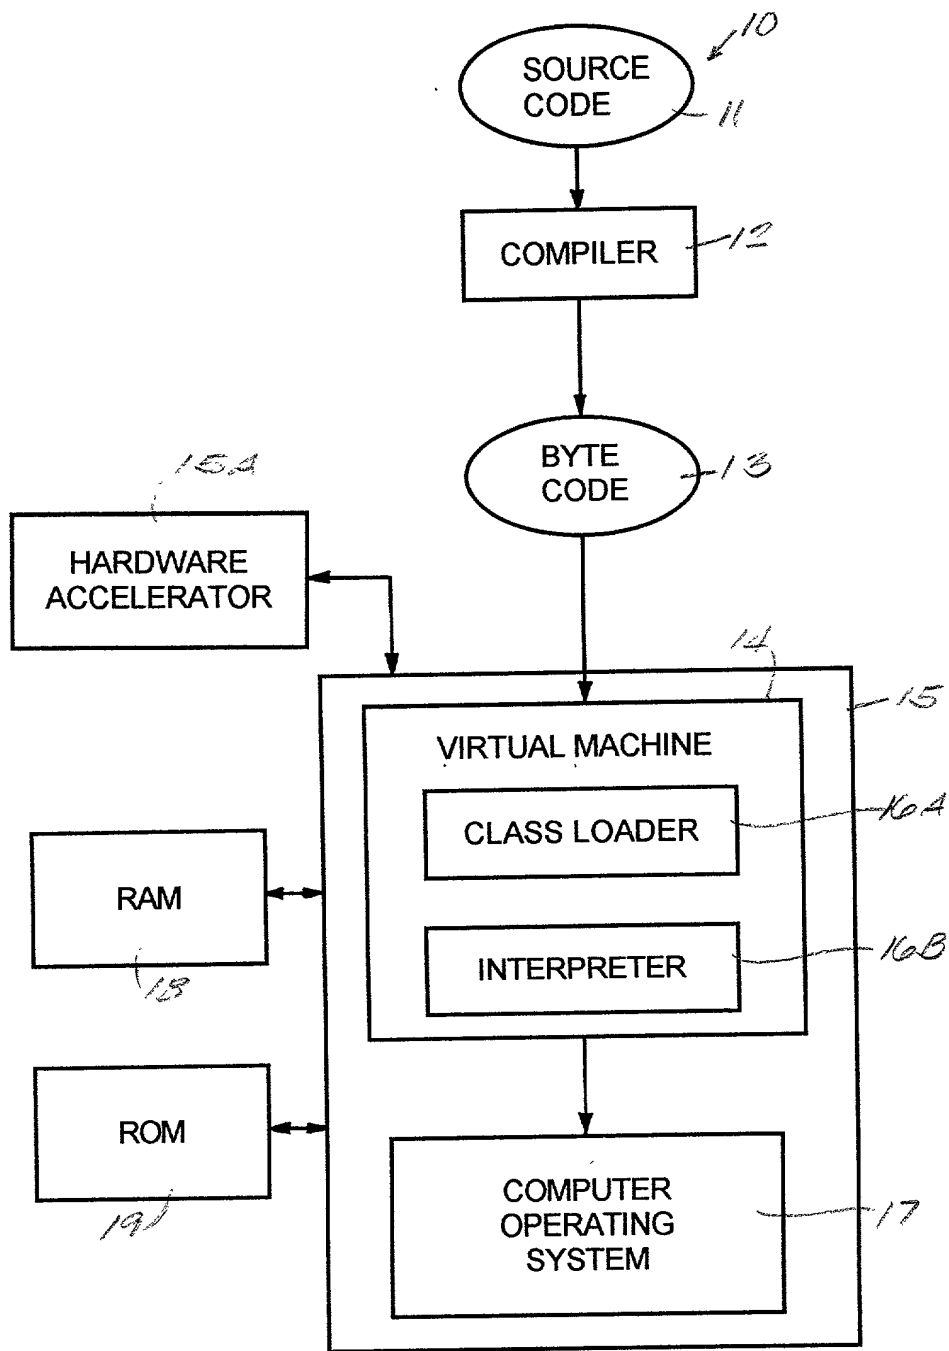 10
SOURCE
CODE
11
COMPILER
12
BYTE
CODE
13
15A
HARDWARE
ACCELERATOR
14
15
VIRTUAL MACHINE
CLASS LOADER
16A
RAM
18
INTERPRETER
16B
ROM
19
COMPUTER
OPERATING
SYSTEM
17